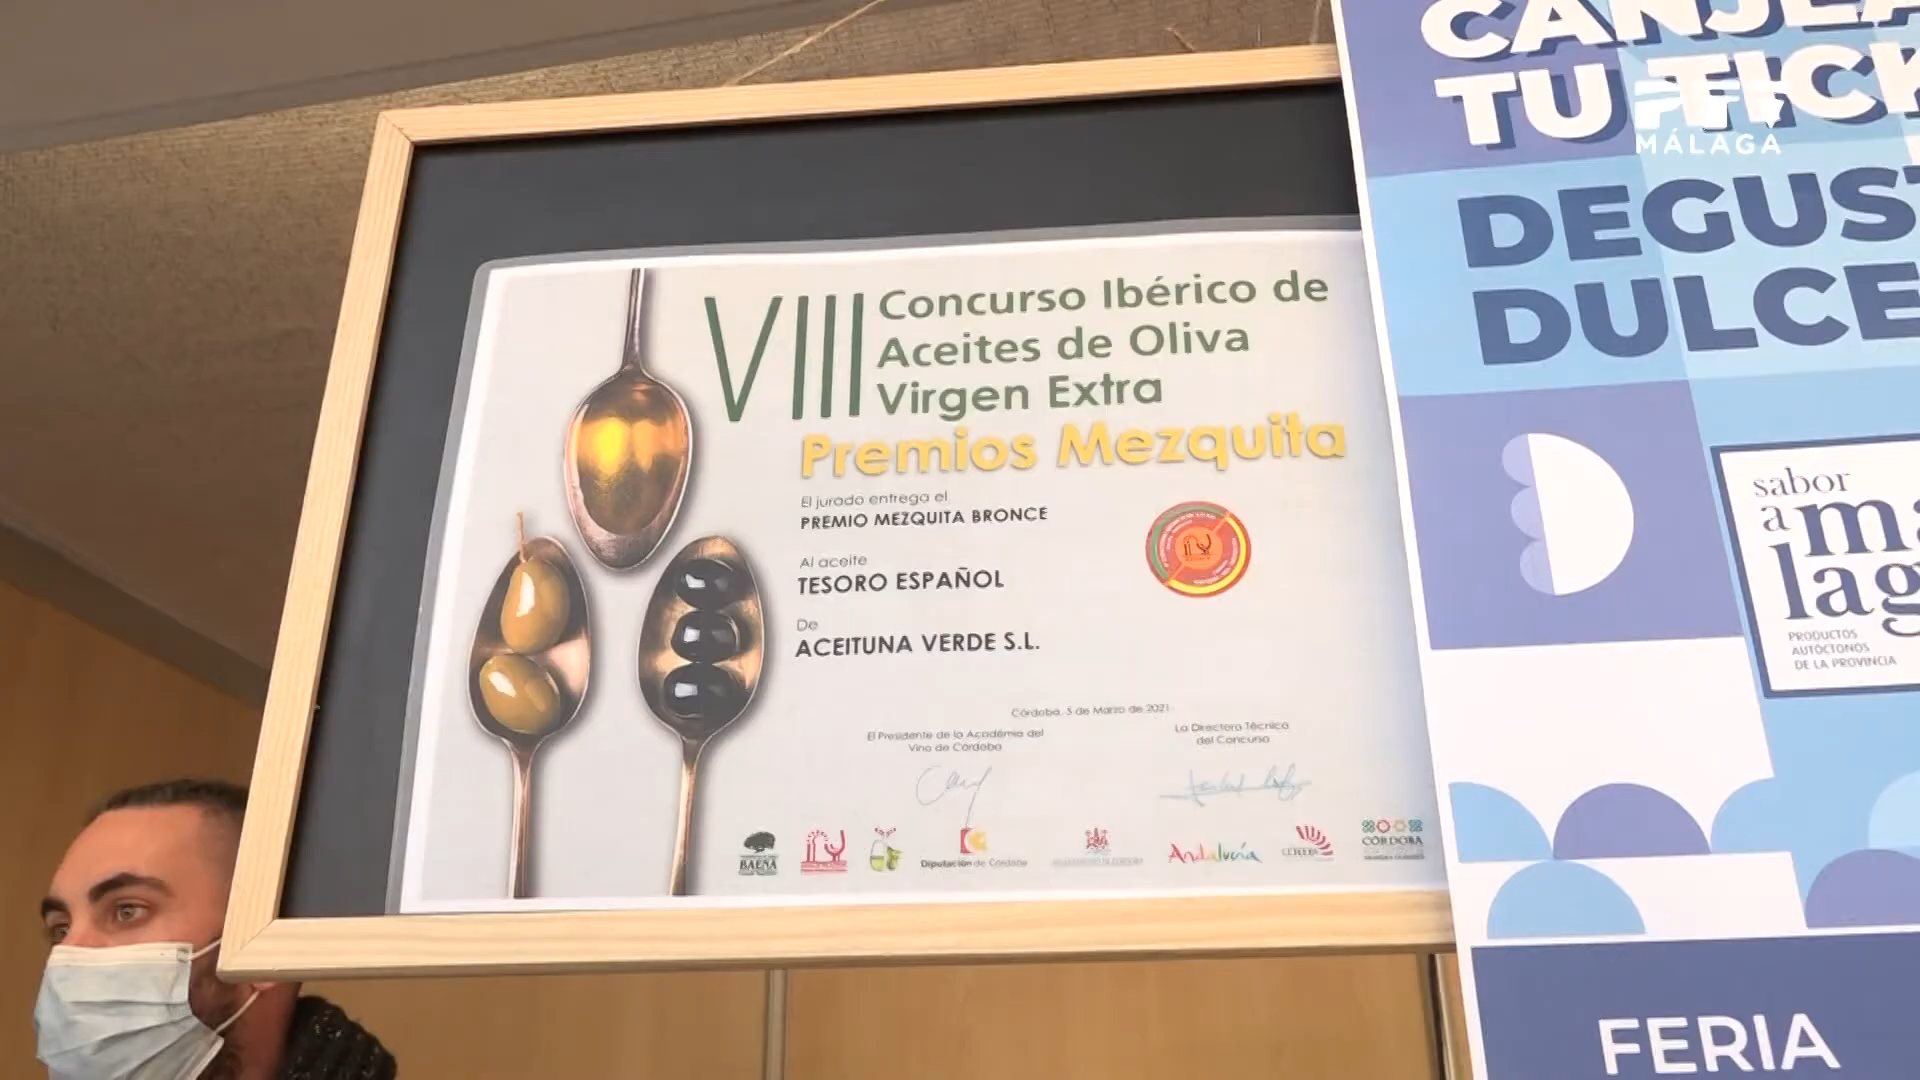 VIII Concurso Ibérico de
Aceites de Oliva
Virgen Extra
Premios Mezquita
El jurado entrega el
PREMIO MEZQUITA BRONCE
Al aceite
TESORO ESPAÑOL
De
ACEITUNA VERDE S.L.
Córdoba, 5 de Marzo de 2021
El Presidente de la Académia del
Vino de Córdoba
La Directora Técnica
del Concurso
BAENA
Diputación de Córdoba
Andalucía
CÓRDOBA
TU
DEGUS
DULCE
PTV
MÁLAGA
sabor
a ma
lag
PRODUCTOS
AUTÓCTONOS
DE LA PROVINCIA
FERIA